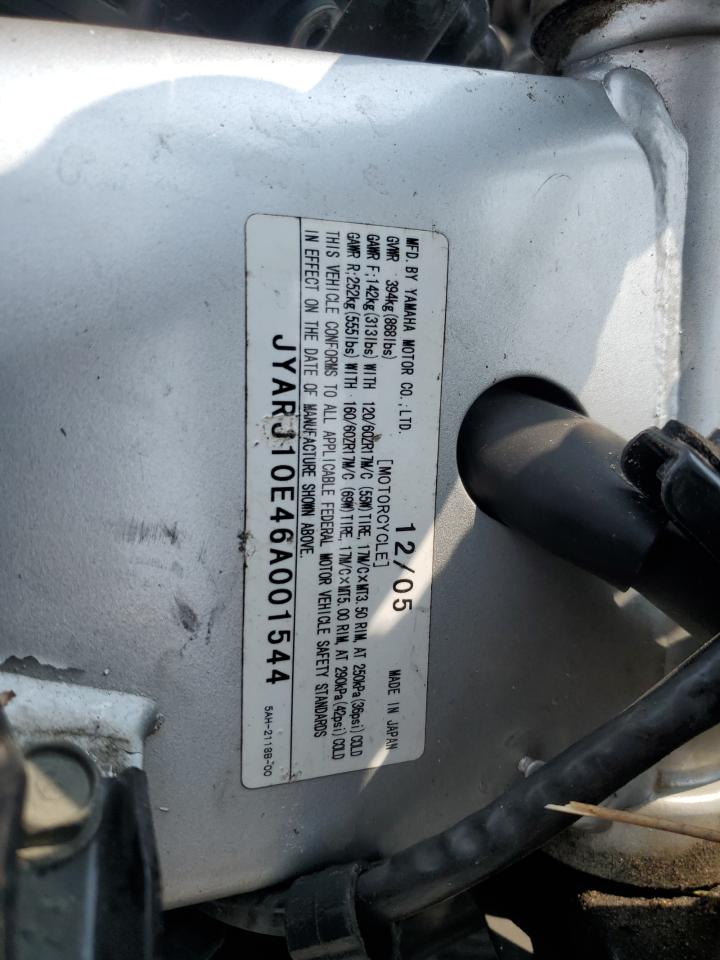 MFD. BY YAMAHA MOTOR CO.,LTD. 12/05 MADE IN JAPAN
GVWR 394kg(868lbs) [MOTORCYCLE]
GAWR F;142kg(313lbs) WITH 120/60ZR17M/C (55W) TIRE, 17M/C×MT3.50 RIM, AT 250kPa(36psi) COLD
GAWR R;252kg(555lbs) WITH 160/60ZR17M/C (69W) TIRE, 17M/C×MT5.00 RIM, AT 290kPa(42psi) COLD
THIS VEHICLE CONFORMS TO ALL APPLICABLE FEDERAL MOTOR VEHICLE SAFETY STANDARDS
IN EFFECT ON THE DATE OF MANUFACTURE SHOWN ABOVE.
JYARJ10E46A001544
5AH-2118B-00